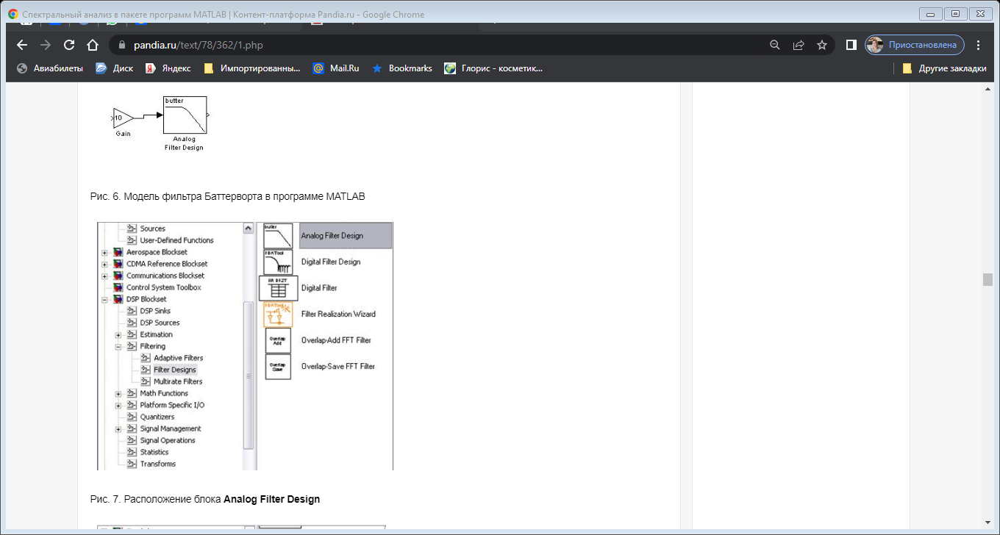 Спектральный анализ в пакете программ MATLAB | Контент-платформа Pandia.ru - Google Chrome
pandia.ru/text/78/362/1.php
Приостановлена
Авиабилеты
Диск
Яндекс
Импортированны...
Mail.Ru
Bookmarks
Глорис - косметик...
Другие закладки
butter
10
Gain
Analog
Filter Design
Рис. 6. Модель фильтра Баттерворта в программе MATLAB
Sources
User-Defined Functions
Aerospace Blockset
CDMA Reference Blockset
Communications Blockset
Control System Toolbox
DSP Blockset
DSP Sinks
DSP Sources
Estimation
Filtering
Adaptive Filters
Filter Designs
Multirate Filters
Math Functions
Platform Specific I/O
Quantizers
Signal Management
Signal Operations
Statistics
Transforms
butter
Analog Filter Design
FDATool
Digital Filter Design
Digital Filter
FDATool
Filter Realization Wizard
Overlap
Add
Overlap-Add FFT Filter
Overlap
Save
Overlap-Save FFT Filter
Рис. 7. Расположение блока Analog Filter Design